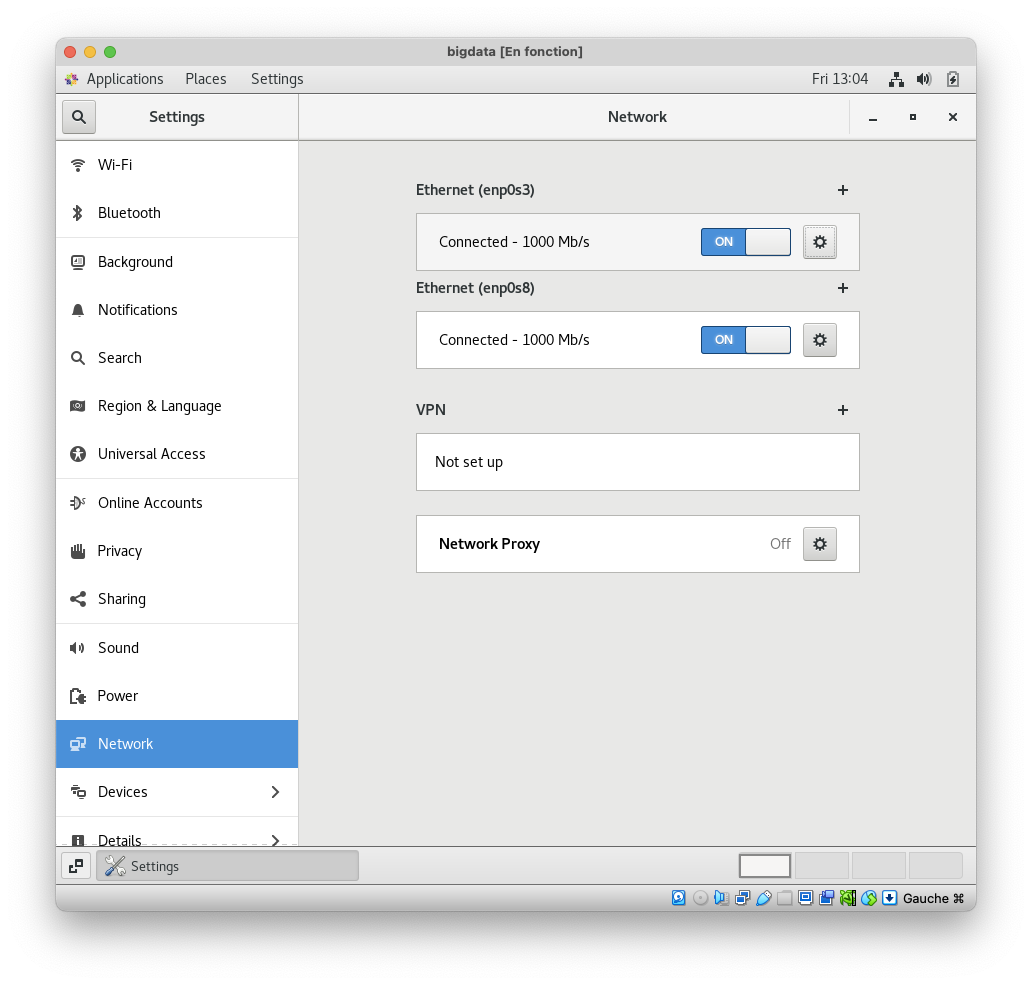 bigdata [En fonction]
Applications Places Settings Fri 13:04
Settings Network
Wi-Fi
Bluetooth
Background
Notifications
Search
Region & Language
Universal Access
Online Accounts
Privacy
Sharing
Sound
Power
Network
Devices
Details
Ethernet (enp0s3)
Connected - 1000 Mb/s ON
Ethernet (enp0s8)
Connected - 1000 Mb/s ON
VPN
Not set up
Network Proxy Off
Settings
Gauche ⌘